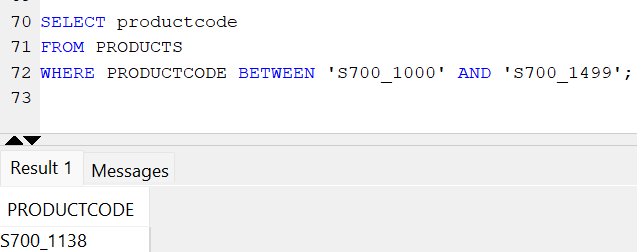 70 SELECT productcode
71 FROM PRODUCTS
72 WHERE PRODUCTCODE BETWEEN 'S700_1000' AND 'S700_1499';
73
Result 1 Messages
PRODUCTCODE
S700_1138